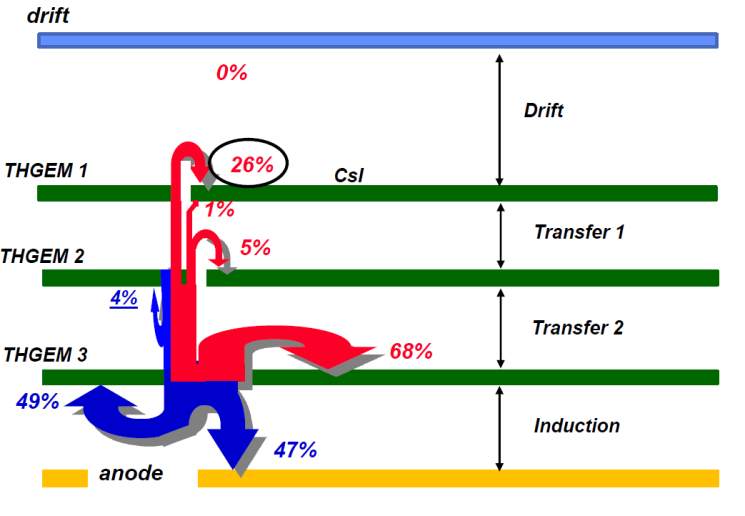 drift
0%
Drift
THGEM 1
26%
CsI
1%
Transfer 1
THGEM 2
5%
4%
Transfer 2
THGEM 3
68%
49%
Induction
47%
anode